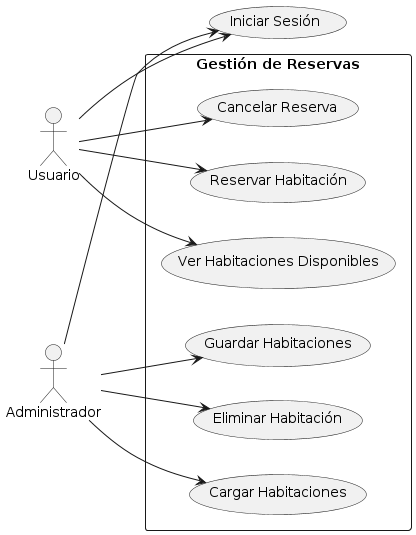 Iniciar Sesión
Gestión de Reservas
Cancelar Reserva
Usuario
Reservar Habitación
Ver Habitaciones Disponibles
Guardar Habitaciones
Administrador
Eliminar Habitación
Cargar Habitaciones